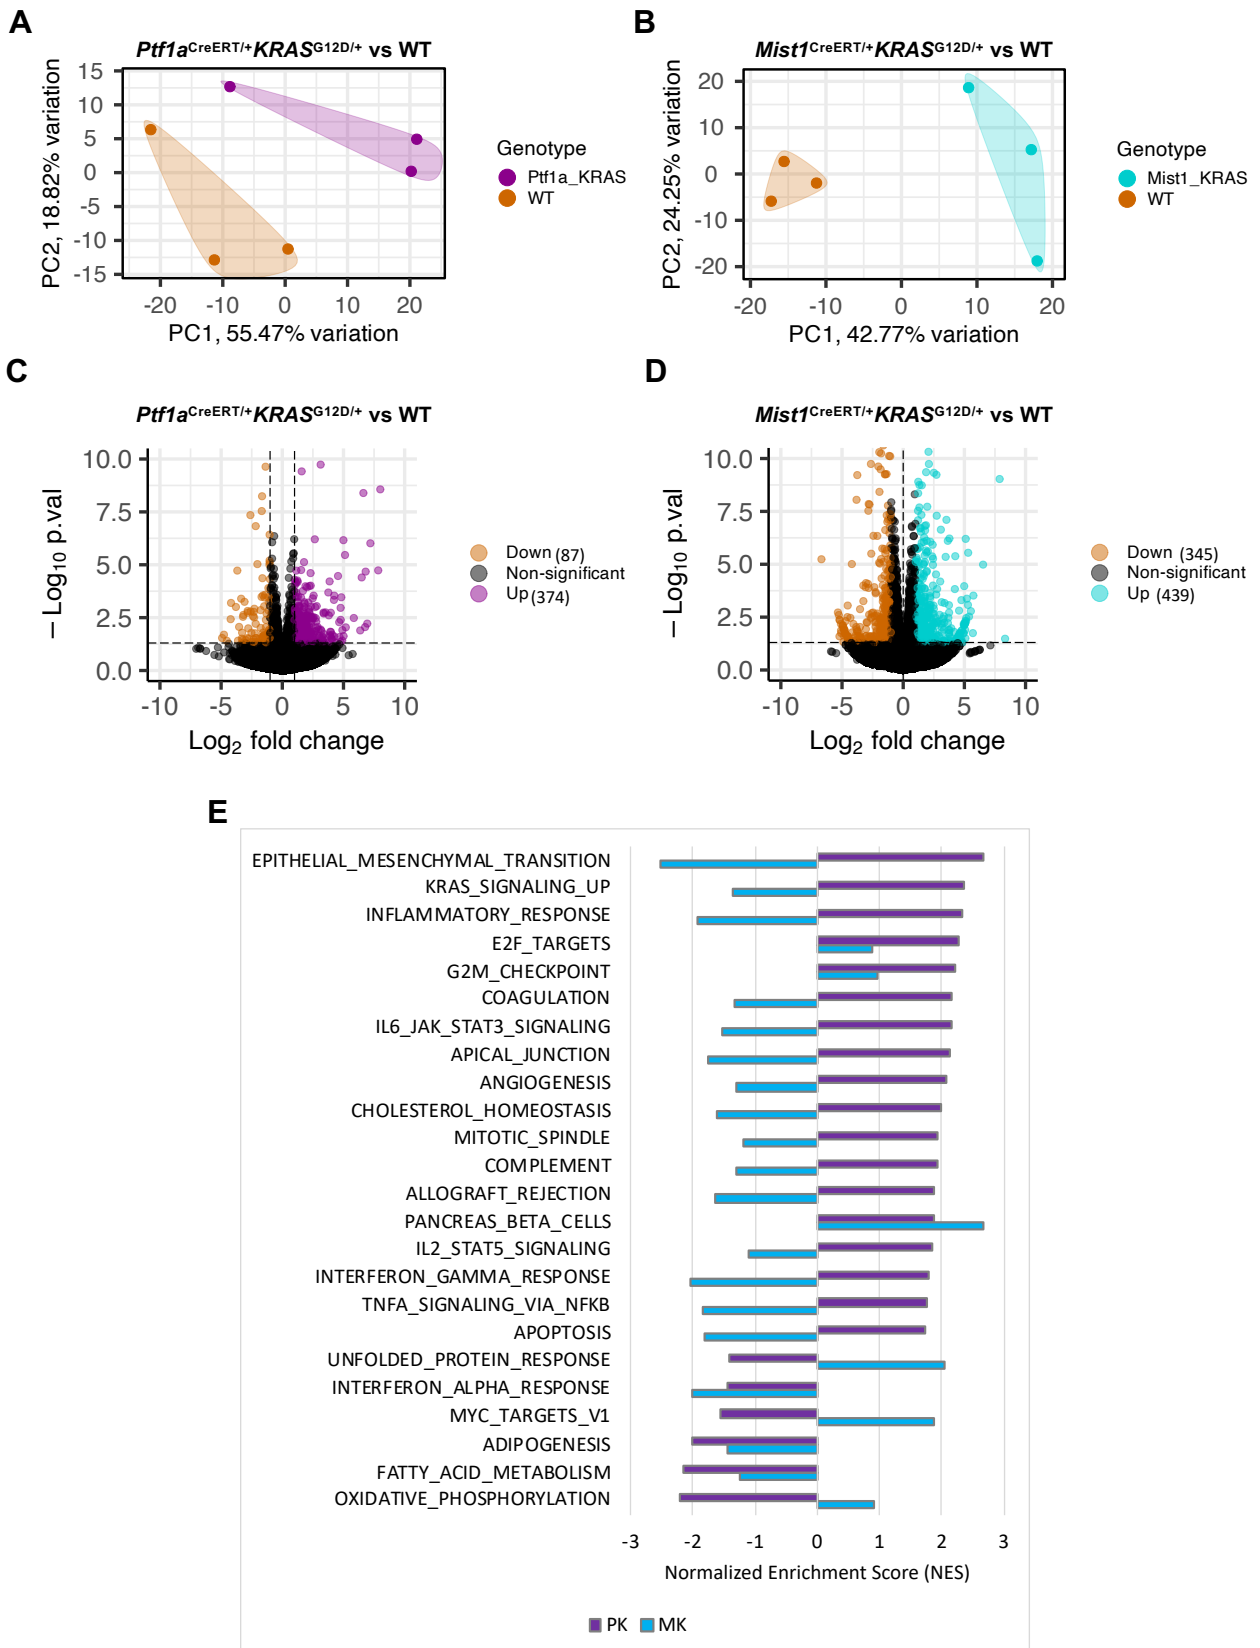 A
Ptf1aCreERT/+KRASG12D/+ vs WT
15
10
5
0
-5
-10
-15
PC2, 18.82% variation
-20
-10
0
10
20
PC1, 55.47% variation
Genotype
Ptf1a_KRAS
WT
B
Mist1CreERT/+KRASG12D/+ vs WT
20
10
0
-10
-20
PC2, 24.25% variation
-20
-10
0
10
20
PC1, 42.77% variation
Genotype
Mist1_KRAS
WT
C
Ptf1aCreERT/+KRASG12D/+ vs WT
10.0
7.5
5.0
2.5
0.0
– Log10 p.val
-10
-5
0
5
10
Log2 fold change
Down (87)
Non-significant
Up (374)
D
Mist1CreERT/+KRASG12D/+ vs WT
10.0
7.5
5.0
2.5
0.0
– Log10 p.val
-10
-5
0
5
10
Log2 fold change
Down (345)
Non-significant
Up (439)
E
EPITHELIAL_MESENCHYMAL_TRANSITION
KRAS_SIGNALING_UP
INFLAMMATORY_RESPONSE
E2F_TARGETS
G2M_CHECKPOINT
COAGULATION
IL6_JAK_STAT3_SIGNALING
APICAL_JUNCTION
ANGIOGENESIS
CHOLESTEROL_HOMEOSTASIS
MITOTIC_SPINDLE
COMPLEMENT
ALLOGRAFT_REJECTION
PANCREAS_BETA_CELLS
IL2_STAT5_SIGNALING
INTERFERON_GAMMA_RESPONSE
TNFA_SIGNALING_VIA_NFKB
APOPTOSIS
UNFOLDED_PROTEIN_RESPONSE
INTERFERON_ALPHA_RESPONSE
MYC_TARGETS_V1
ADIPOGENESIS
FATTY_ACID_METABOLISM
OXIDATIVE_PHOSPHORYLATION
-3
-2
-1
0
1
2
3
Normalized Enrichment Score (NES)
PK
MK